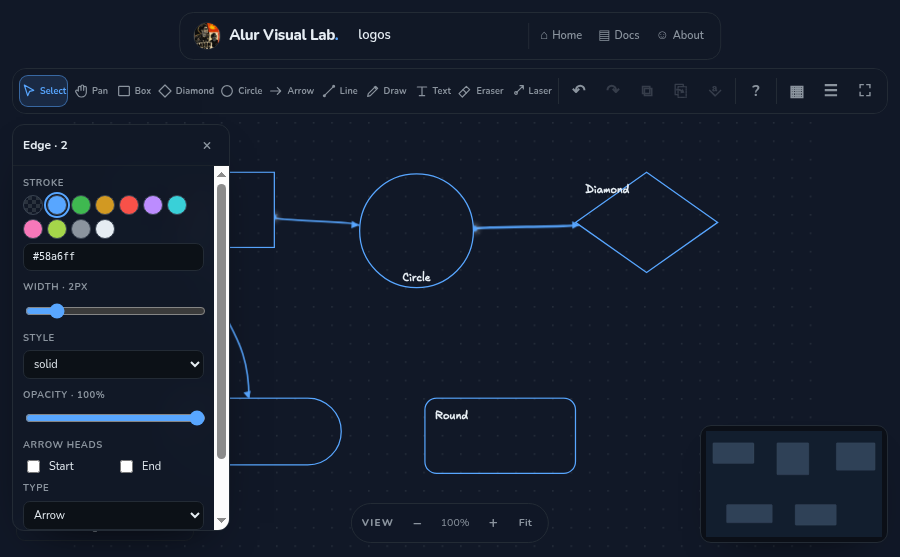 Alur Visual Lab. logos
Home Docs About
Select Pan Box Diamond Circle Arrow Line Draw Text Eraser Laser ?
Edge · 2 ×
STROKE
#58a6ff
WIDTH · 2PX
STYLE
solid
OPACITY · 100%
ARROW HEADS
Start End
TYPE
Arrow
Diamond
Circle
Round
VIEW − 100% + Fit